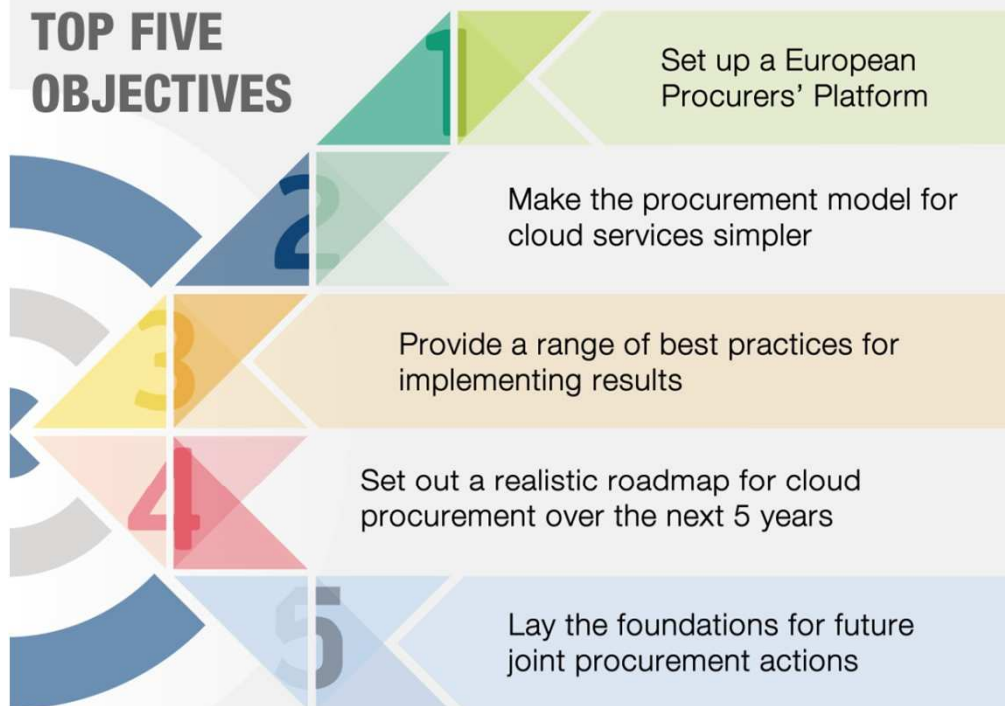 TOP FIVE
OBJECTIVES
1
Set up a European
Procurers' Platform
2
Make the procurement model for
cloud services simpler
3
Provide a range of best practices for
implementing results
4
Set out a realistic roadmap for cloud
procurement over the next 5 years
5
Lay the foundations for future
joint procurement actions